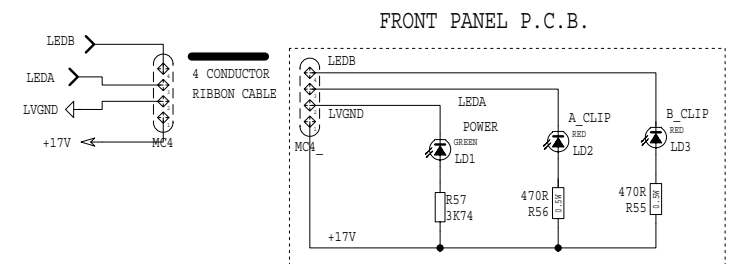 FRONT PANEL P.C.B.
LEDB
LEDA
LVGND
+17V
MC4
4 CONDUCTOR
RIBBON CABLE
LEDB
LEDA
LVGND
MC4_
POWER
GREEN
LD1
A_CLIP
RED
LD2
B_CLIP
RED
LD3
R57
3K74
470R
R56
0.5W
470R
R55
0.5W
+17V